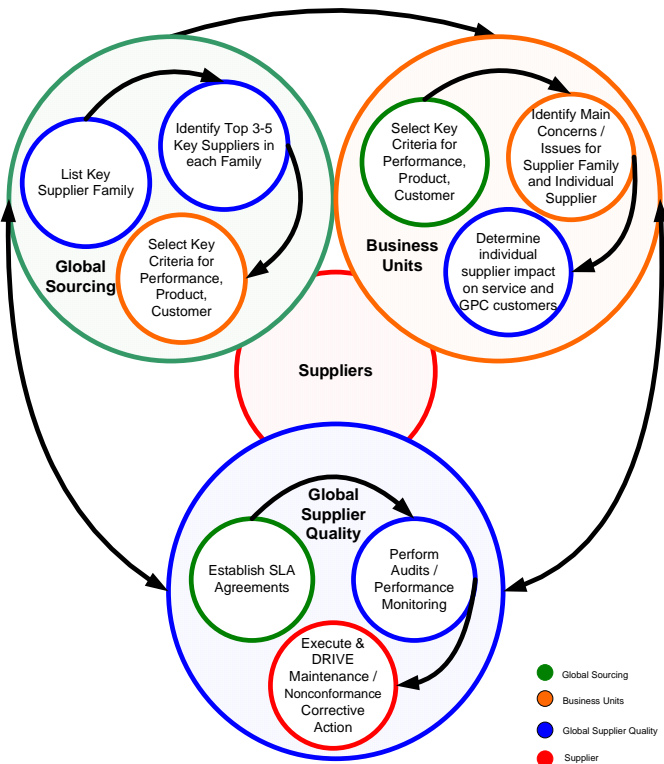 List Key
Supplier Family
Identify Top 3-5
Key Suppliers in
each Family
Select Key
Criteria for
Performance,
Product,
Customer
Global
Sourcing
Select Key
Criteria for
Performance,
Product,
Customer
Identify Main
Concerns /
Issues for
Supplier Family
and Individual
Supplier
Determine
individual
supplier impact
on service and
GPC customers
Business
Units
Suppliers
Global
Supplier
Quality
Establish SLA
Agreements
Perform
Audits /
Performance
Monitoring
Execute &
DRIVE
Maintenance /
Nonconformance
Corrective
Action
Global Sourcing
Business Units
Global Supplier Quality
Supplier